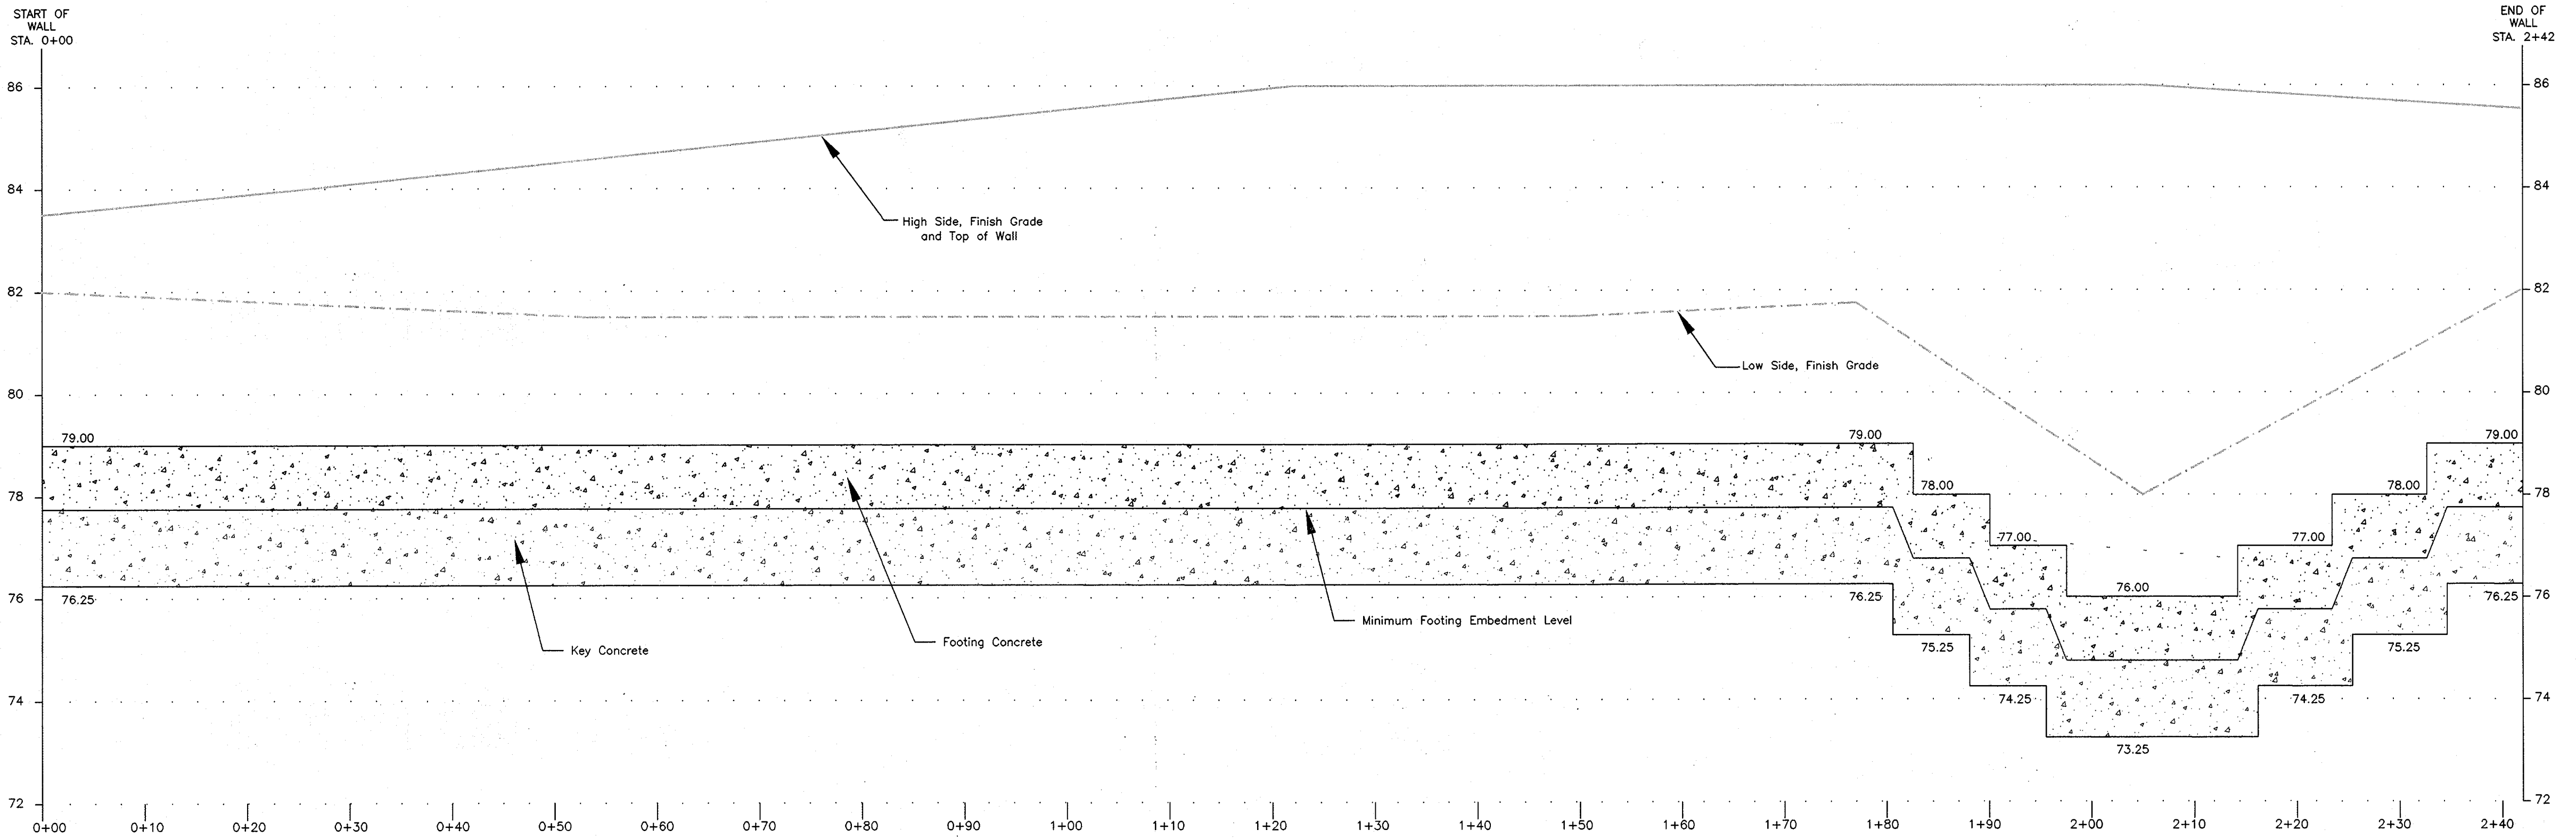 START OF
WALL
STA. 0+00
END OF
WALL
STA. 2+42
86
86
84
84
High Side, Finish Grade
and Top of Wall
82
82
Low Side, Finish Grade
80
80
79.00
79.00
79.00
78
78.00
78.00
78
77.00
77.00
76.00
76
76.25
76.25
76.25
76
Minimum Footing Embedment Level
Footing Concrete
Key Concrete
75.25
75.25
74
74.25
74.25
74
73.25
72
72
0+00 0+10 0+20 0+30 0+40 0+50 0+60 0+70 0+80 0+90 1+00 1+10 1+20 1+30 1+40 1+50 1+60 1+70 1+80 1+90 2+00 2+10 2+20 2+30 2+40